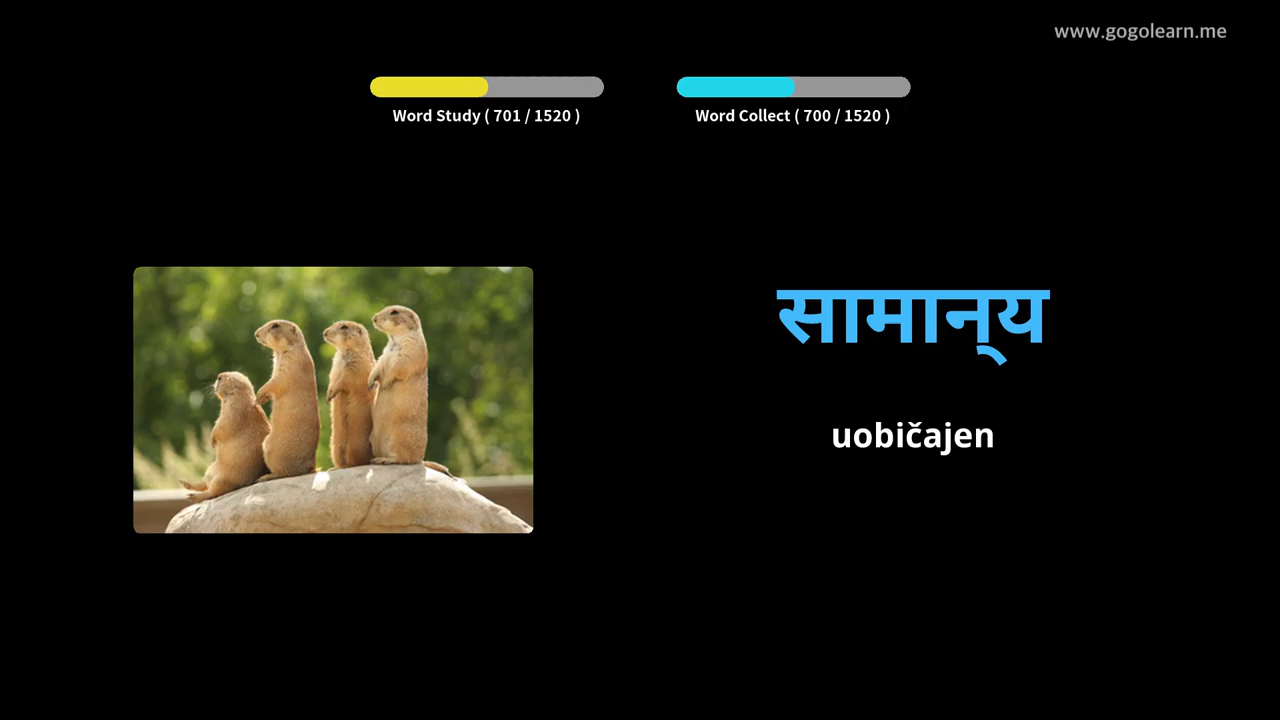 www.gogolearn.me
Word Study ( 701 / 1520 )
Word Collect ( 700 / 1520 )
सामान्य
uobičajen